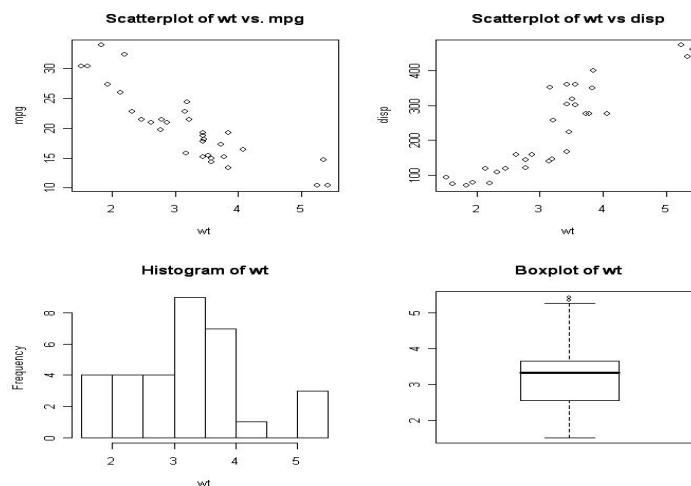 Scatterplot of wt vs. mpg
mpg
30
25
20
15
10
2 3 4 5
wt
Scatterplot of wt vs disp
disp
400
300
200
100
2 3 4 5
wt
Histogram of wt
Frequency
8
4
0
2 3 4 5
wt
Boxplot of wt
5
4
3
2